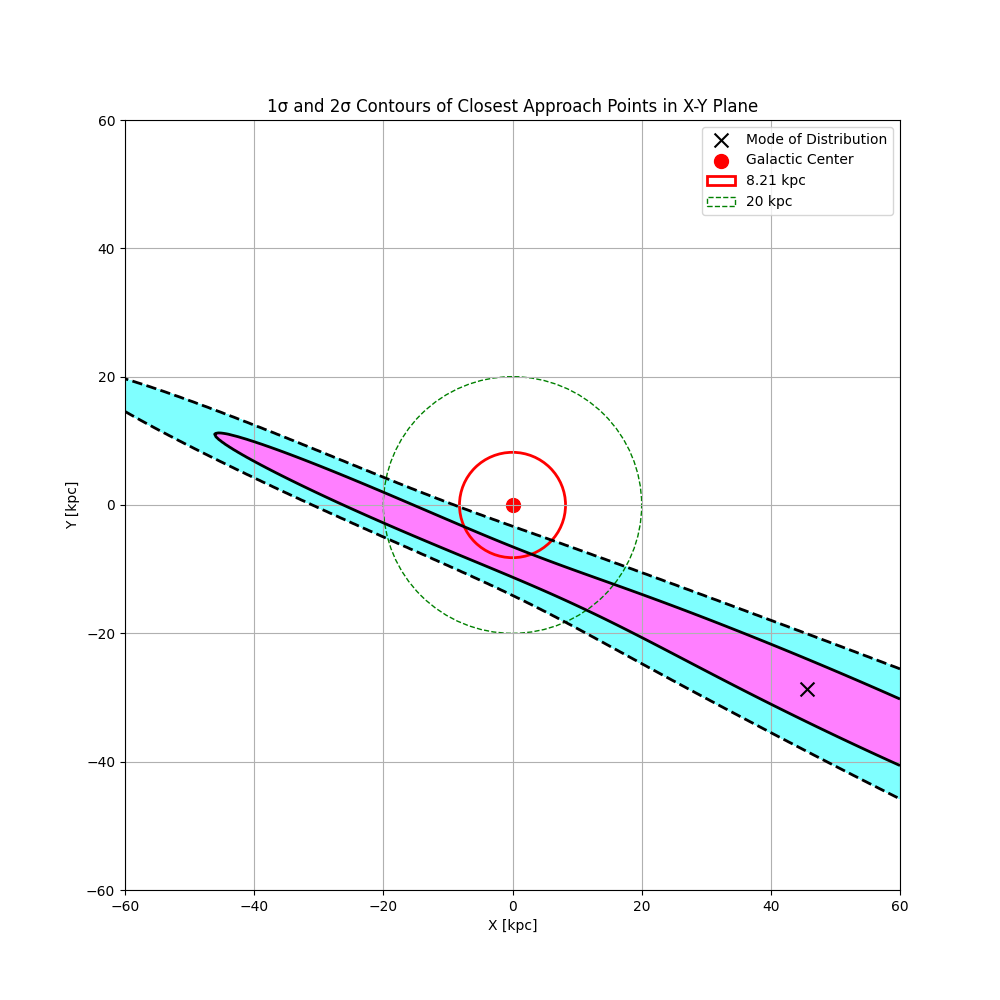 1σ and 2σ Contours of Closest Approach Points in X-Y Plane
Mode of Distribution
Galactic Center
8.21 kpc
20 kpc
60
40
20
0
−20
−40
−60
Y [kpc]
−60 −40 −20 0 20 40 60
X [kpc]